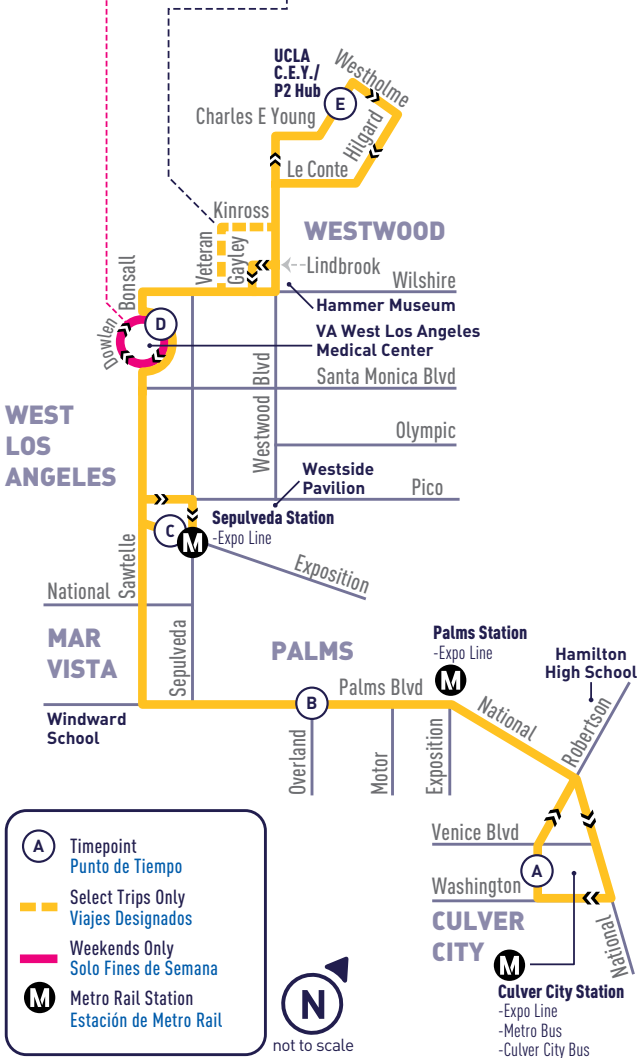 UCLA
C.E.Y./
P2 Hub
Westholme
E
Charles E Young
Hilgard
Le Conte
Kinross
WESTWOOD
Veteran
Gayley
Lindbrook
Bonsall
Wilshire
Hammer Museum
D
Dowlen
VA West Los Angeles
Medical Center
Santa Monica Blvd
WEST
LOS
ANGELES
Westwood Blvd
Olympic
Westside
Pavilion
Pico
Sepulveda Station
-Expo Line
C
M
Exposition
Sawtelle
National
MAR
VISTA
Sepulveda
PALMS
Palms Station
-Expo Line
M
Hamilton
High School
Palms Blvd
B
Windward
School
National
Robertson
Overland
Motor
Exposition
Venice Blvd
A
Washington
CULVER
CITY
National
M
Culver City Station
-Expo Line
-Metro Bus
-Culver City Bus
A
Timepoint
Punto de Tiempo
Select Trips Only
Viajes Designados
Weekends Only
Solo Fines de Semana
M
Metro Rail Station
Estación de Metro Rail
N
not to scale